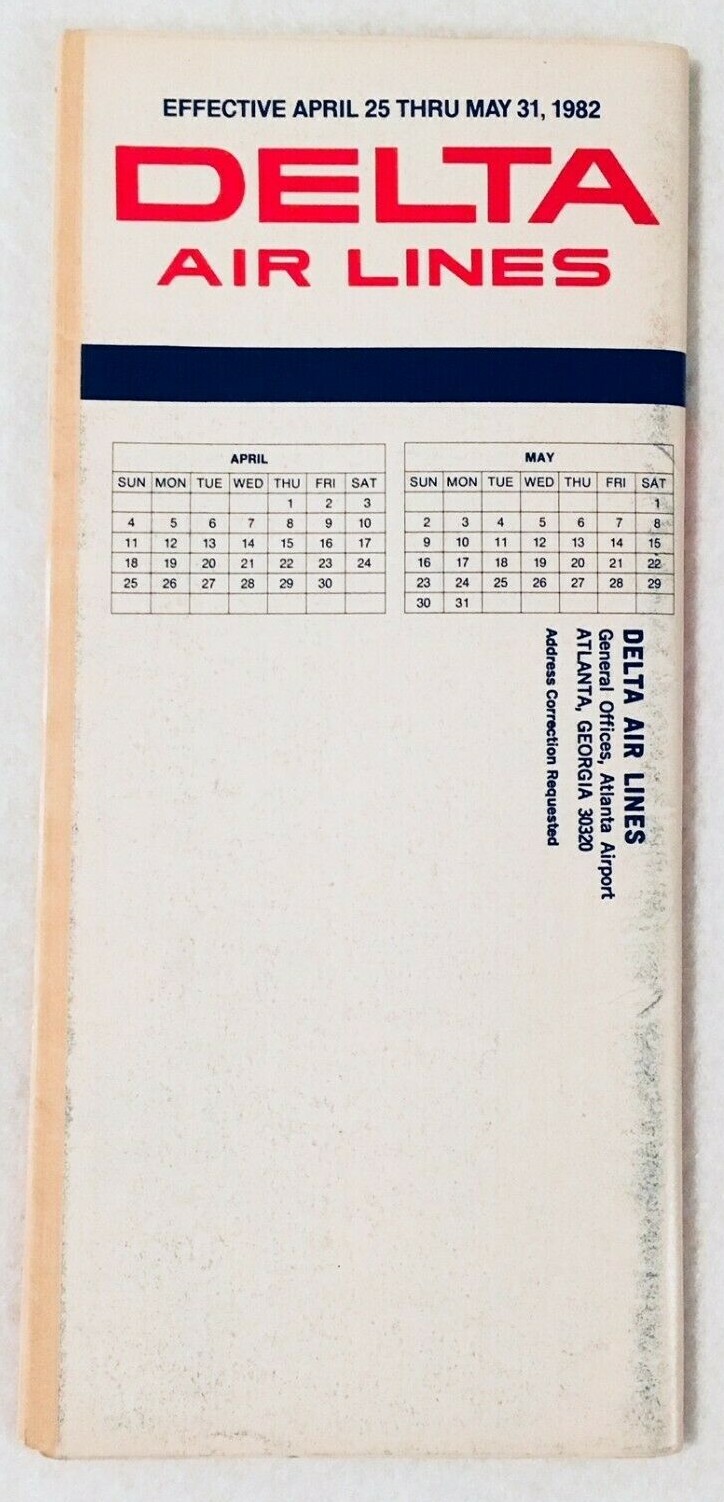 EFFECTIVE APRIL 25 THRU MAY 31, 1982
DELTA
AIR LINES
APRIL
SUN MON TUE WED THU FRI SAT
1 2 3
4 5 6 7 8 9 10
11 12 13 14 15 16 17
18 19 20 21 22 23 24
25 26 27 28 29 30
MAY
SUN MON TUE WED THU FRI SAT
1
2 3 4 5 6 7 8
9 10 11 12 13 14 15
16 17 18 19 20 21 22
23 24 25 26 27 28 29
30 31
DELTA AIR LINES
General Offices, Atlanta Airport
ATLANTA, GEORGIA 30320
Address Correction Requested